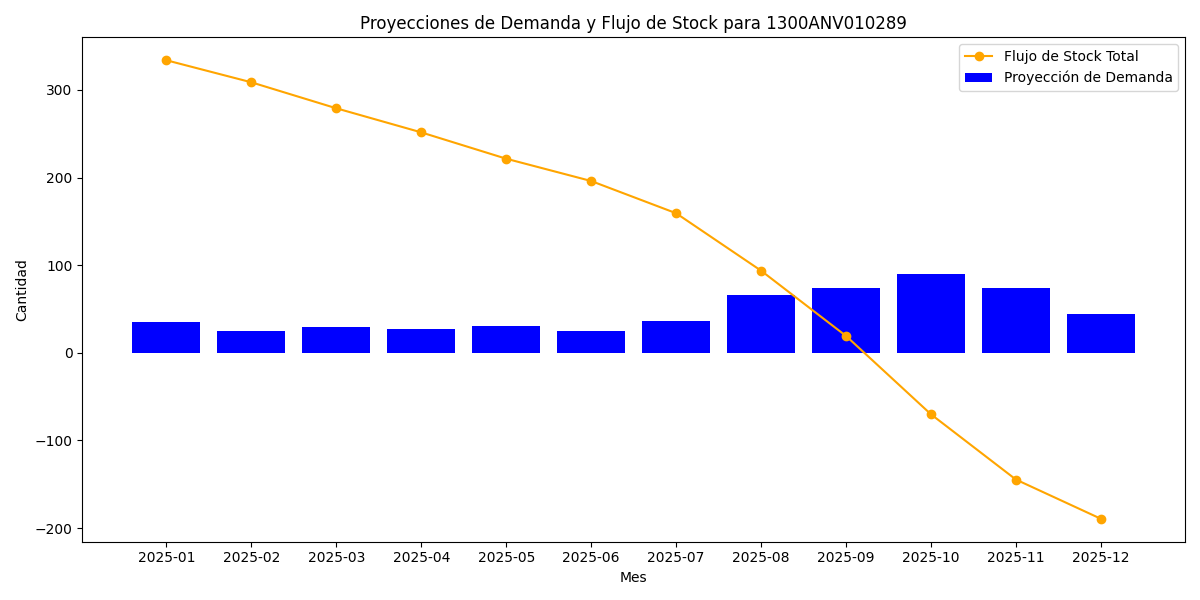 Proyecciones de Demanda y Flujo de Stock para 1300ANV010289
Flujo de Stock Total
Proyección de Demanda
Cantidad
300
200
100
0
−100
−200
2025-01 2025-02 2025-03 2025-04 2025-05 2025-06 2025-07 2025-08 2025-09 2025-10 2025-11 2025-12
Mes